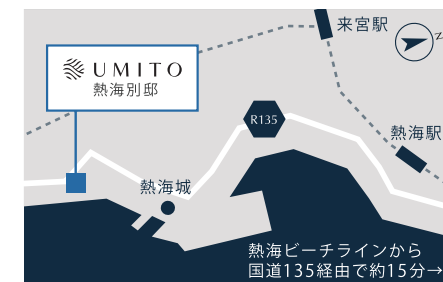 来宮駅
N
UMITO
熱海別邸
R135
熱海駅
熱海城
熱海ビーチラインから
国道135経由で約15分→